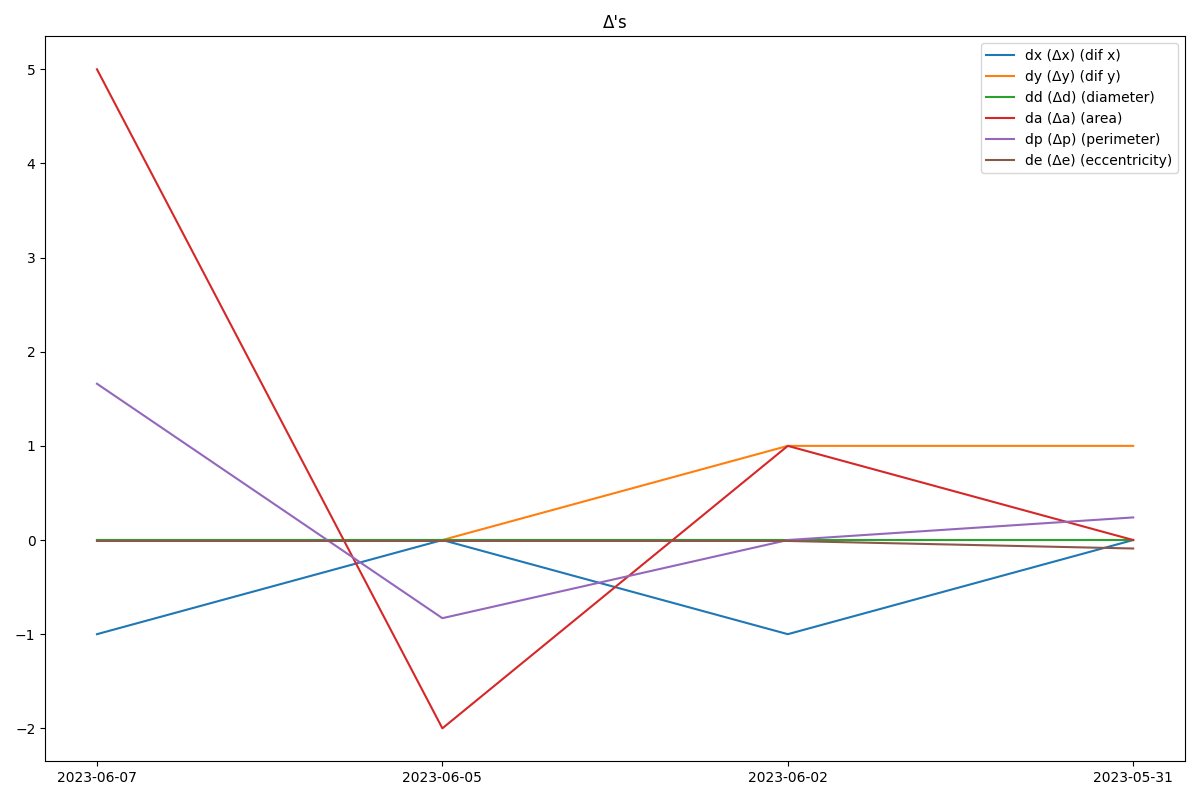 Δ's
dx (Δx) (dif x)
dy (Δy) (dif y)
dd (Δd) (diameter)
da (Δa) (area)
dp (Δp) (perimeter)
de (Δe) (eccentricity)
5
4
3
2
1
0
−1
−2
2023-06-07 2023-06-05 2023-06-02 2023-05-31